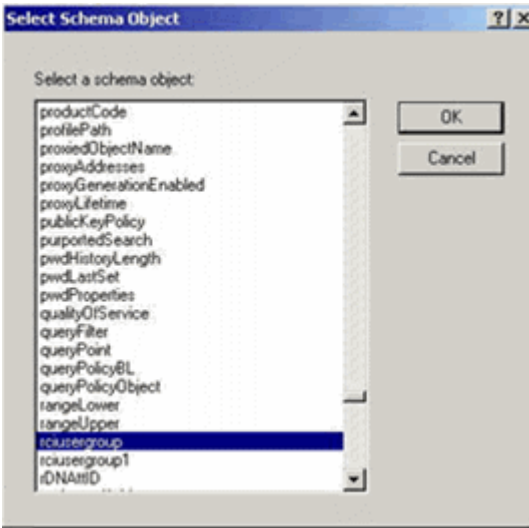 Select Schema Object
Select a schema object:
productCode
profilePath
proxiedObjectName
proxyAddresses
proxyGenerationEnabled
proxyLifetime
publicKeyPolicy
purportedSearch
pwdHistoryLength
pwdLastSet
pwdProperties
qualityOfService
queryFilter
queryPoint
queryPolicyBL
queryPolicyObject
rangeLower
rangeUpper
rciusergroup
rciusergroup1
rDNAttID
OK
Cancel